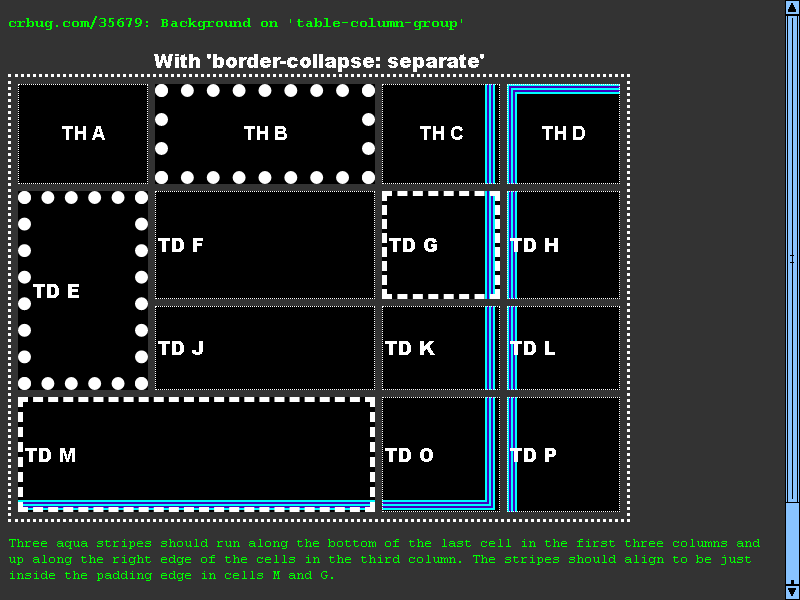 crbug.com/35679: Background on 'table-column-group'
With 'border-collapse: separate'
TH A
TH B
TH C
TH D
TD E
TD F
TD G
TD H
TD J
TD K
TD L
TD M
TD O
TD P
Three aqua stripes should run along the bottom of the last cell in the first three columns and
up along the right edge of the cells in the third column. The stripes should align to be just
inside the padding edge in cells M and G.